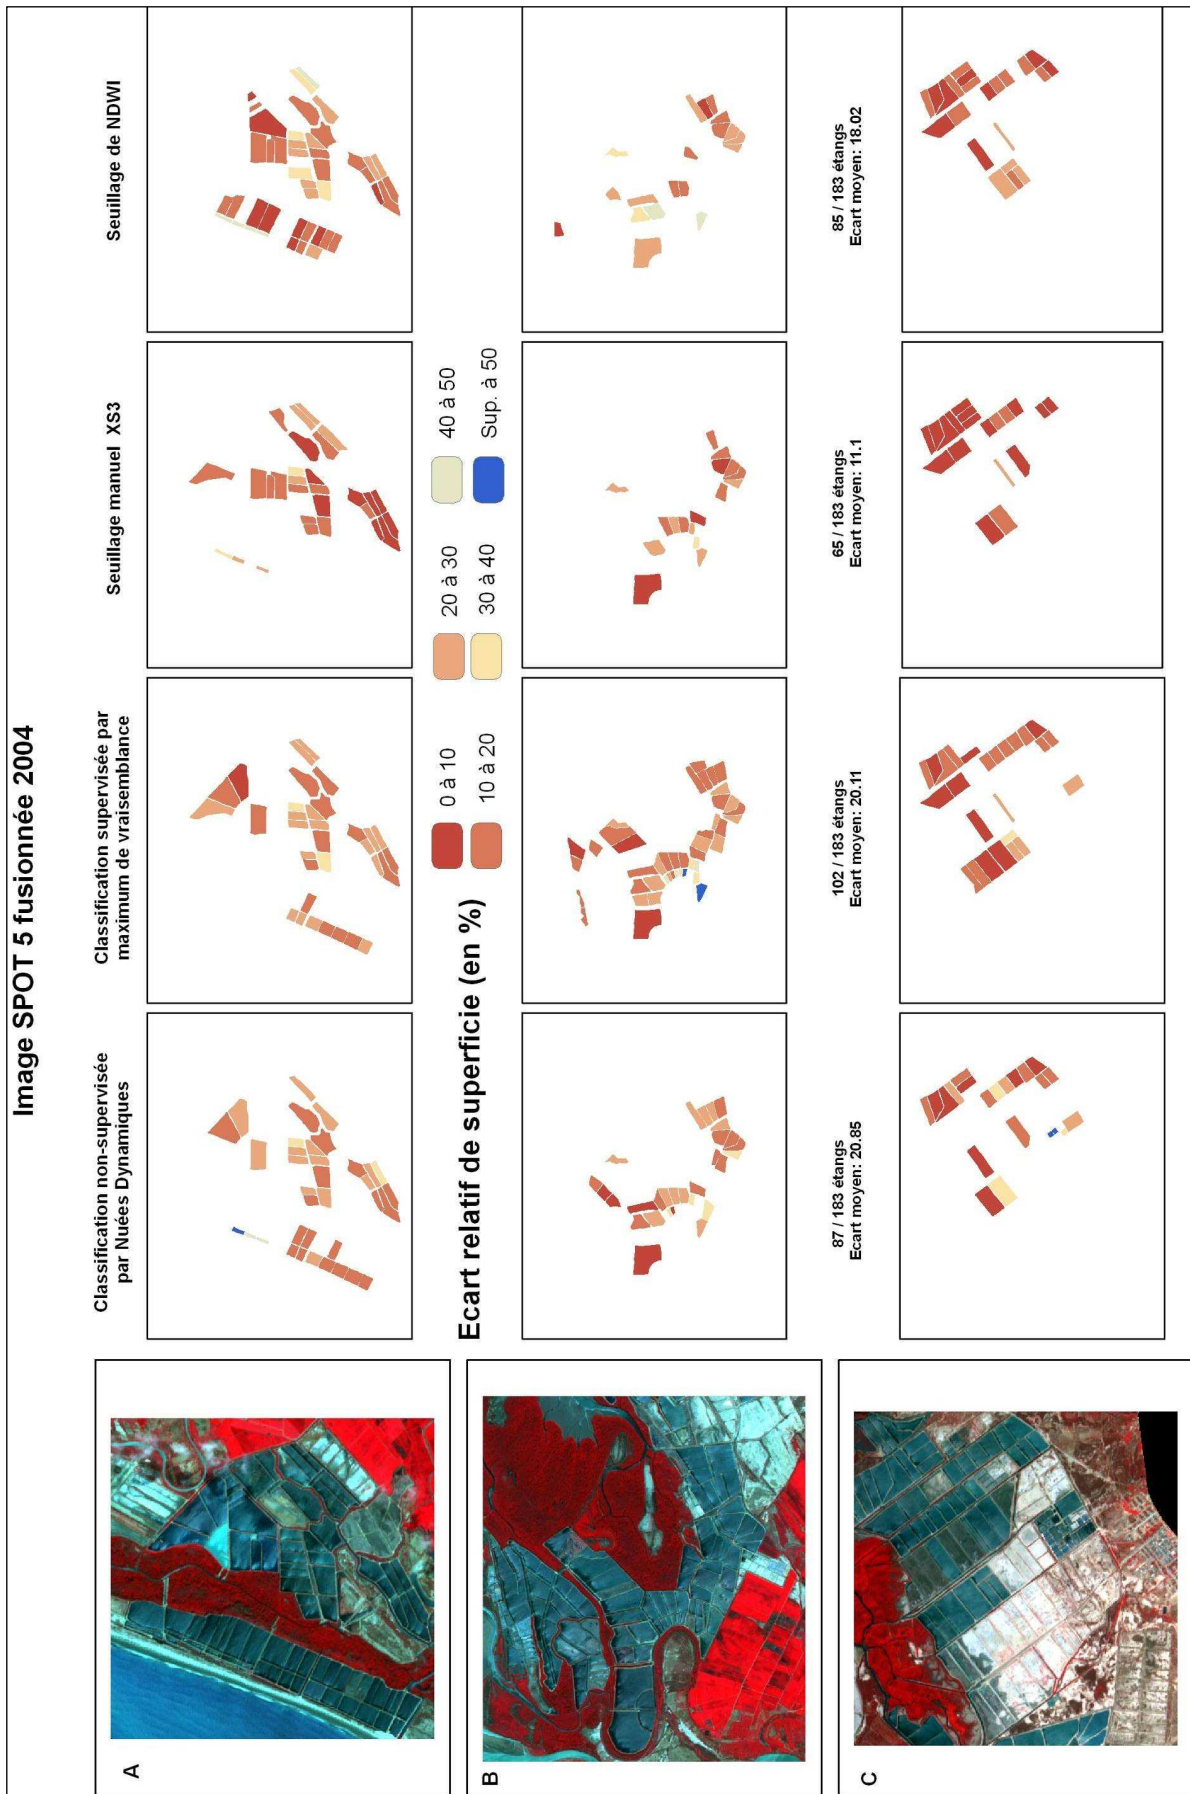 Image SPOT 5 fusionnée 2004
Classification non-supervisée
par Nuées Dynamiques
Classification supervisée par
maximum de vraisemblance
Seuillage manuel XS3
Seuillage de NDWI
A
Ecart relatif de superficie (en %)
0 à 10
20 à 30
40 à 50
10 à 20
30 à 40
Sup. à 50
B
87 / 183 étangs
Ecart moyen: 20.85
102 / 183 étangs
Ecart moyen: 20.11
65 / 183 étangs
Ecart moyen: 11.1
85 / 183 étangs
Ecart moyen: 18.02
C